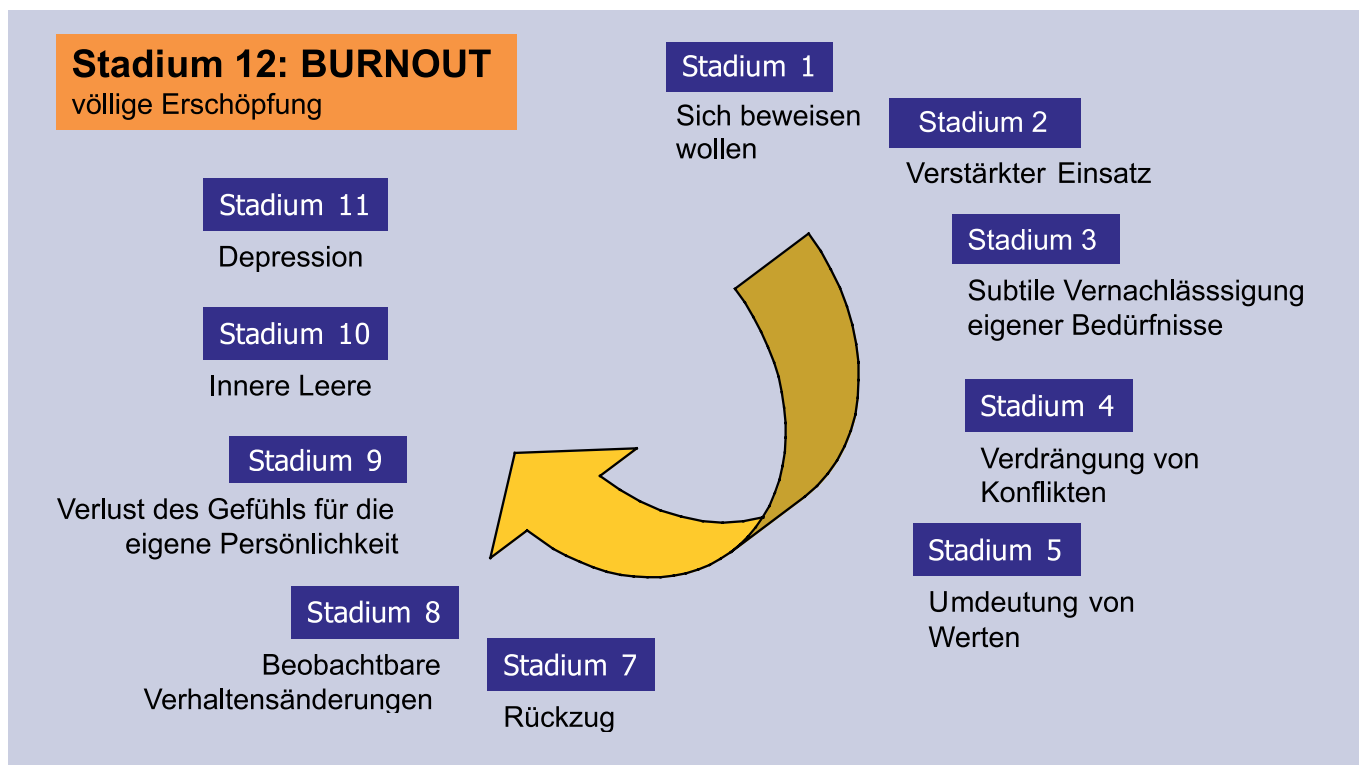 Stadium 12: BURNOUT
völlige Erschöpfung
Stadium 1
Sich beweisen
wollen
Stadium 2
Verstärkter Einsatz
Stadium 3
Subtile Vernachlässsigung
eigener Bedürfnisse
Stadium 4
Verdrängung von
Konflikten
Stadium 5
Umdeutung von
Werten
Stadium 7
Rückzug
Stadium 8
Beobachtbare
Verhaltensänderungen
Stadium 9
Verlust des Gefühls für die
eigene Persönlichkeit
Stadium 10
Innere Leere
Stadium 11
Depression